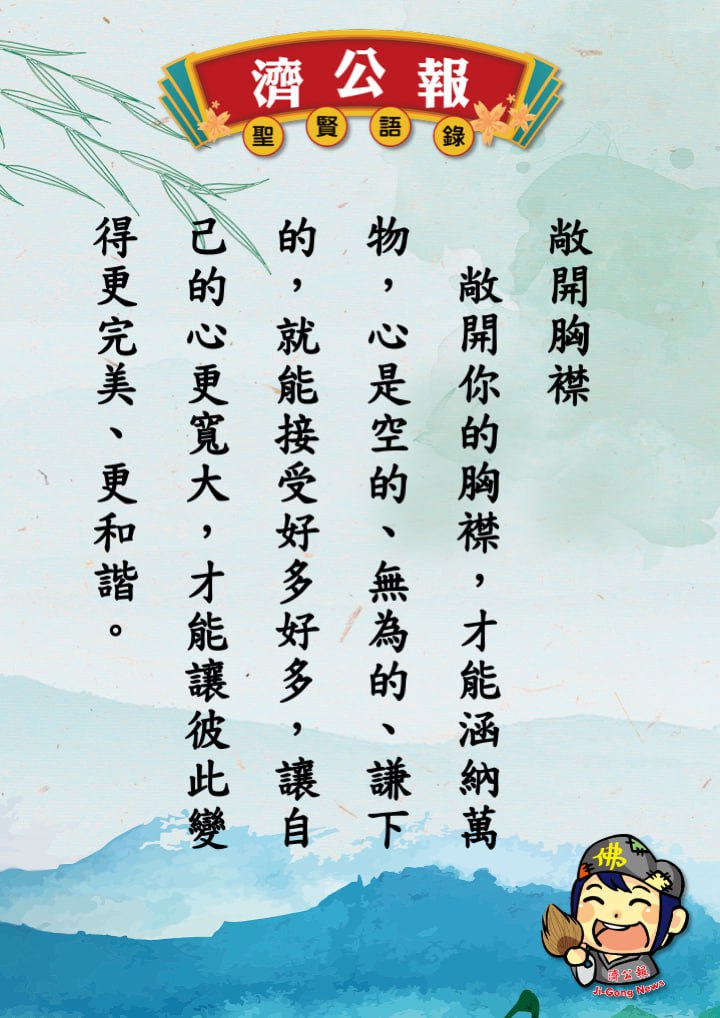 濟公報
聖賢語錄
敞開胸襟
敞開你的胸襟，才能涵納萬
物，心是空的、無為的、謙下
的，就能接受好多好多，讓自
己的心更寬大，才能讓彼此變
得更完美、更和諧。
佛
濟公報
Ji-Gong News